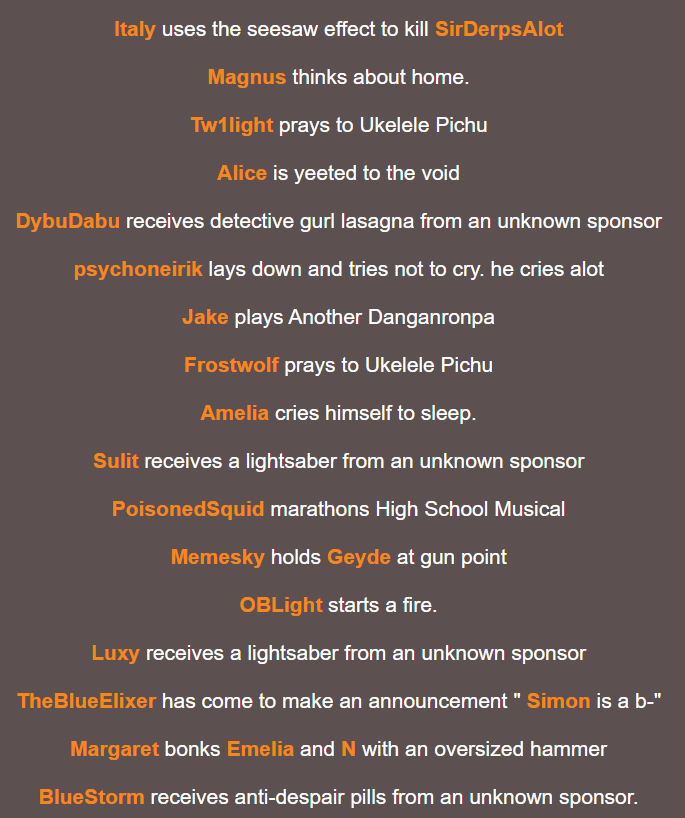 Italy uses the seesaw effect to kill SirDerpsAlot
Magnus thinks about home.
Tw1light prays to Ukelele Pichu
Alice is yeeted to the void
DybuDabu receives detective gurl lasagna from an unknown sponsor
psychoneirik lays down and tries not to cry. he cries alot
Jake plays Another Danganronpa
Frostwolf prays to Ukelele Pichu
Amelia cries himself to sleep.
Sulit receives a lightsaber from an unknown sponsor
PoisonedSquid marathons High School Musical
Memesky holds Geyde at gun point
OBLight starts a fire.
Luxy receives a lightsaber from an unknown sponsor
TheBlueElixer has come to make an announcement " Simon is a b-"
Margaret bonks Emelia and N with an oversized hammer
BlueStorm receives anti-despair pills from an unknown sponsor.